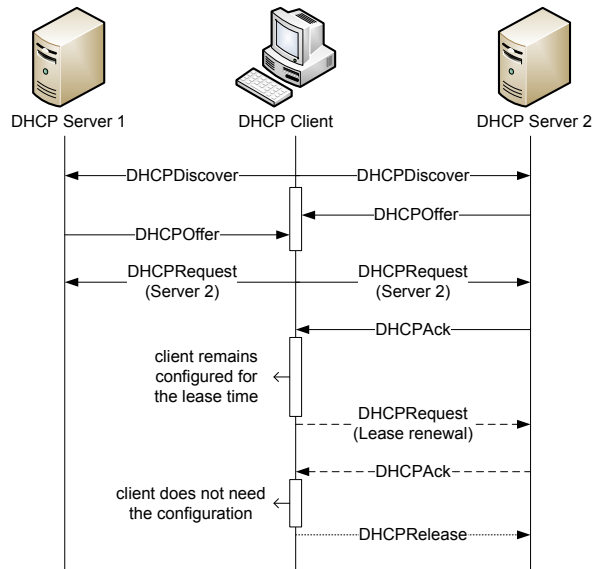 DHCP Server 1
DHCP Client
DHCP Server 2
DHCPDiscover
DHCPDiscover
DHCPOffer
DHCPOffer
DHCPRequest
(Server 2)
DHCPRequest
(Server 2)
DHCPAck
client remains
configured for
the lease time
DHCPRequest
(Lease renewal)
DHCPAck
client does not need
the configuration
DHCPRelease